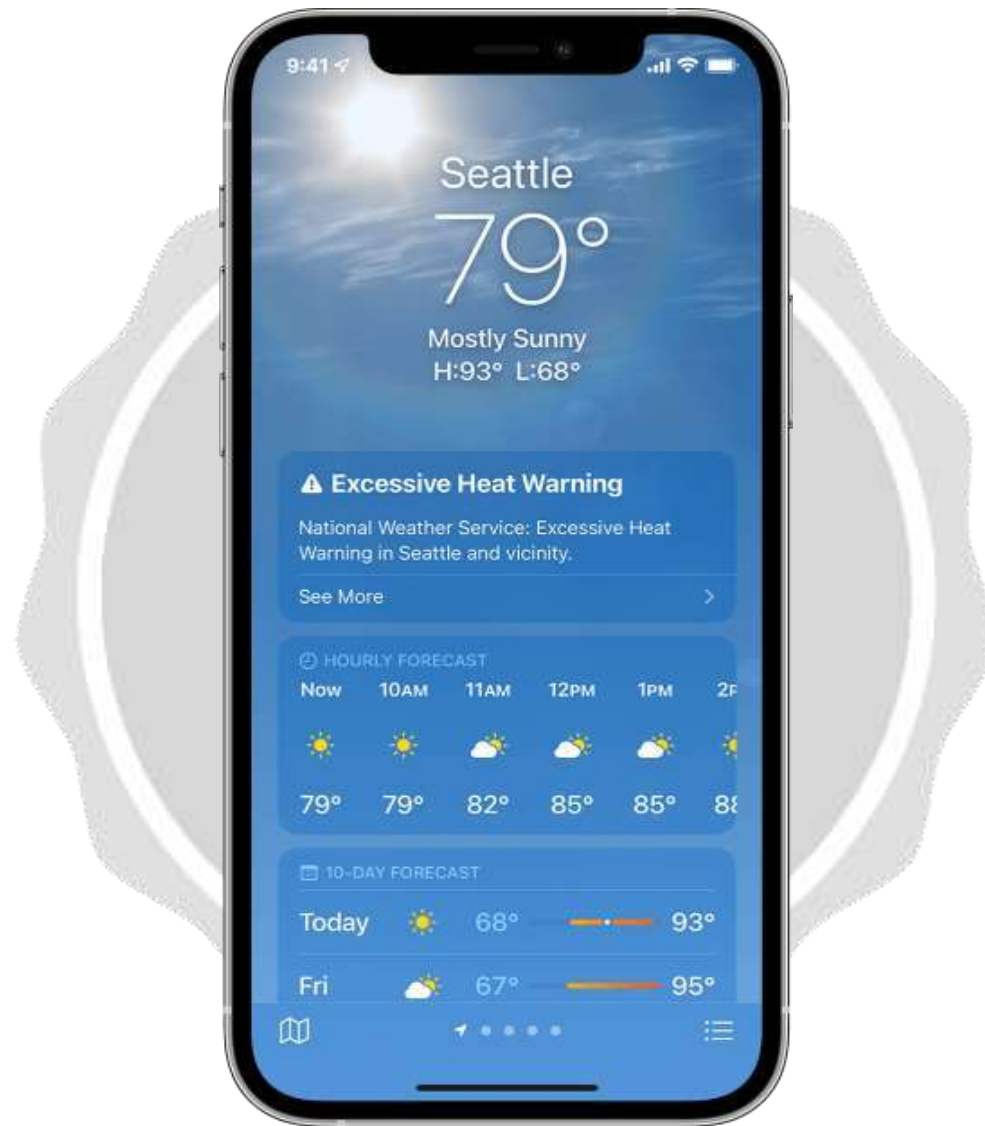 9:41
Seattle
79°
Mostly Sunny
H:93° L:68°
Excessive Heat Warning
National Weather Service: Excessive Heat
Warning in Seattle and vicinity.
See More
HOURLY FORECAST
Now 10AM 11AM 12PM 1PM
79° 79° 82° 85° 85°
10-DAY FORECAST
Today 68° 93°
Fri 67° 95°